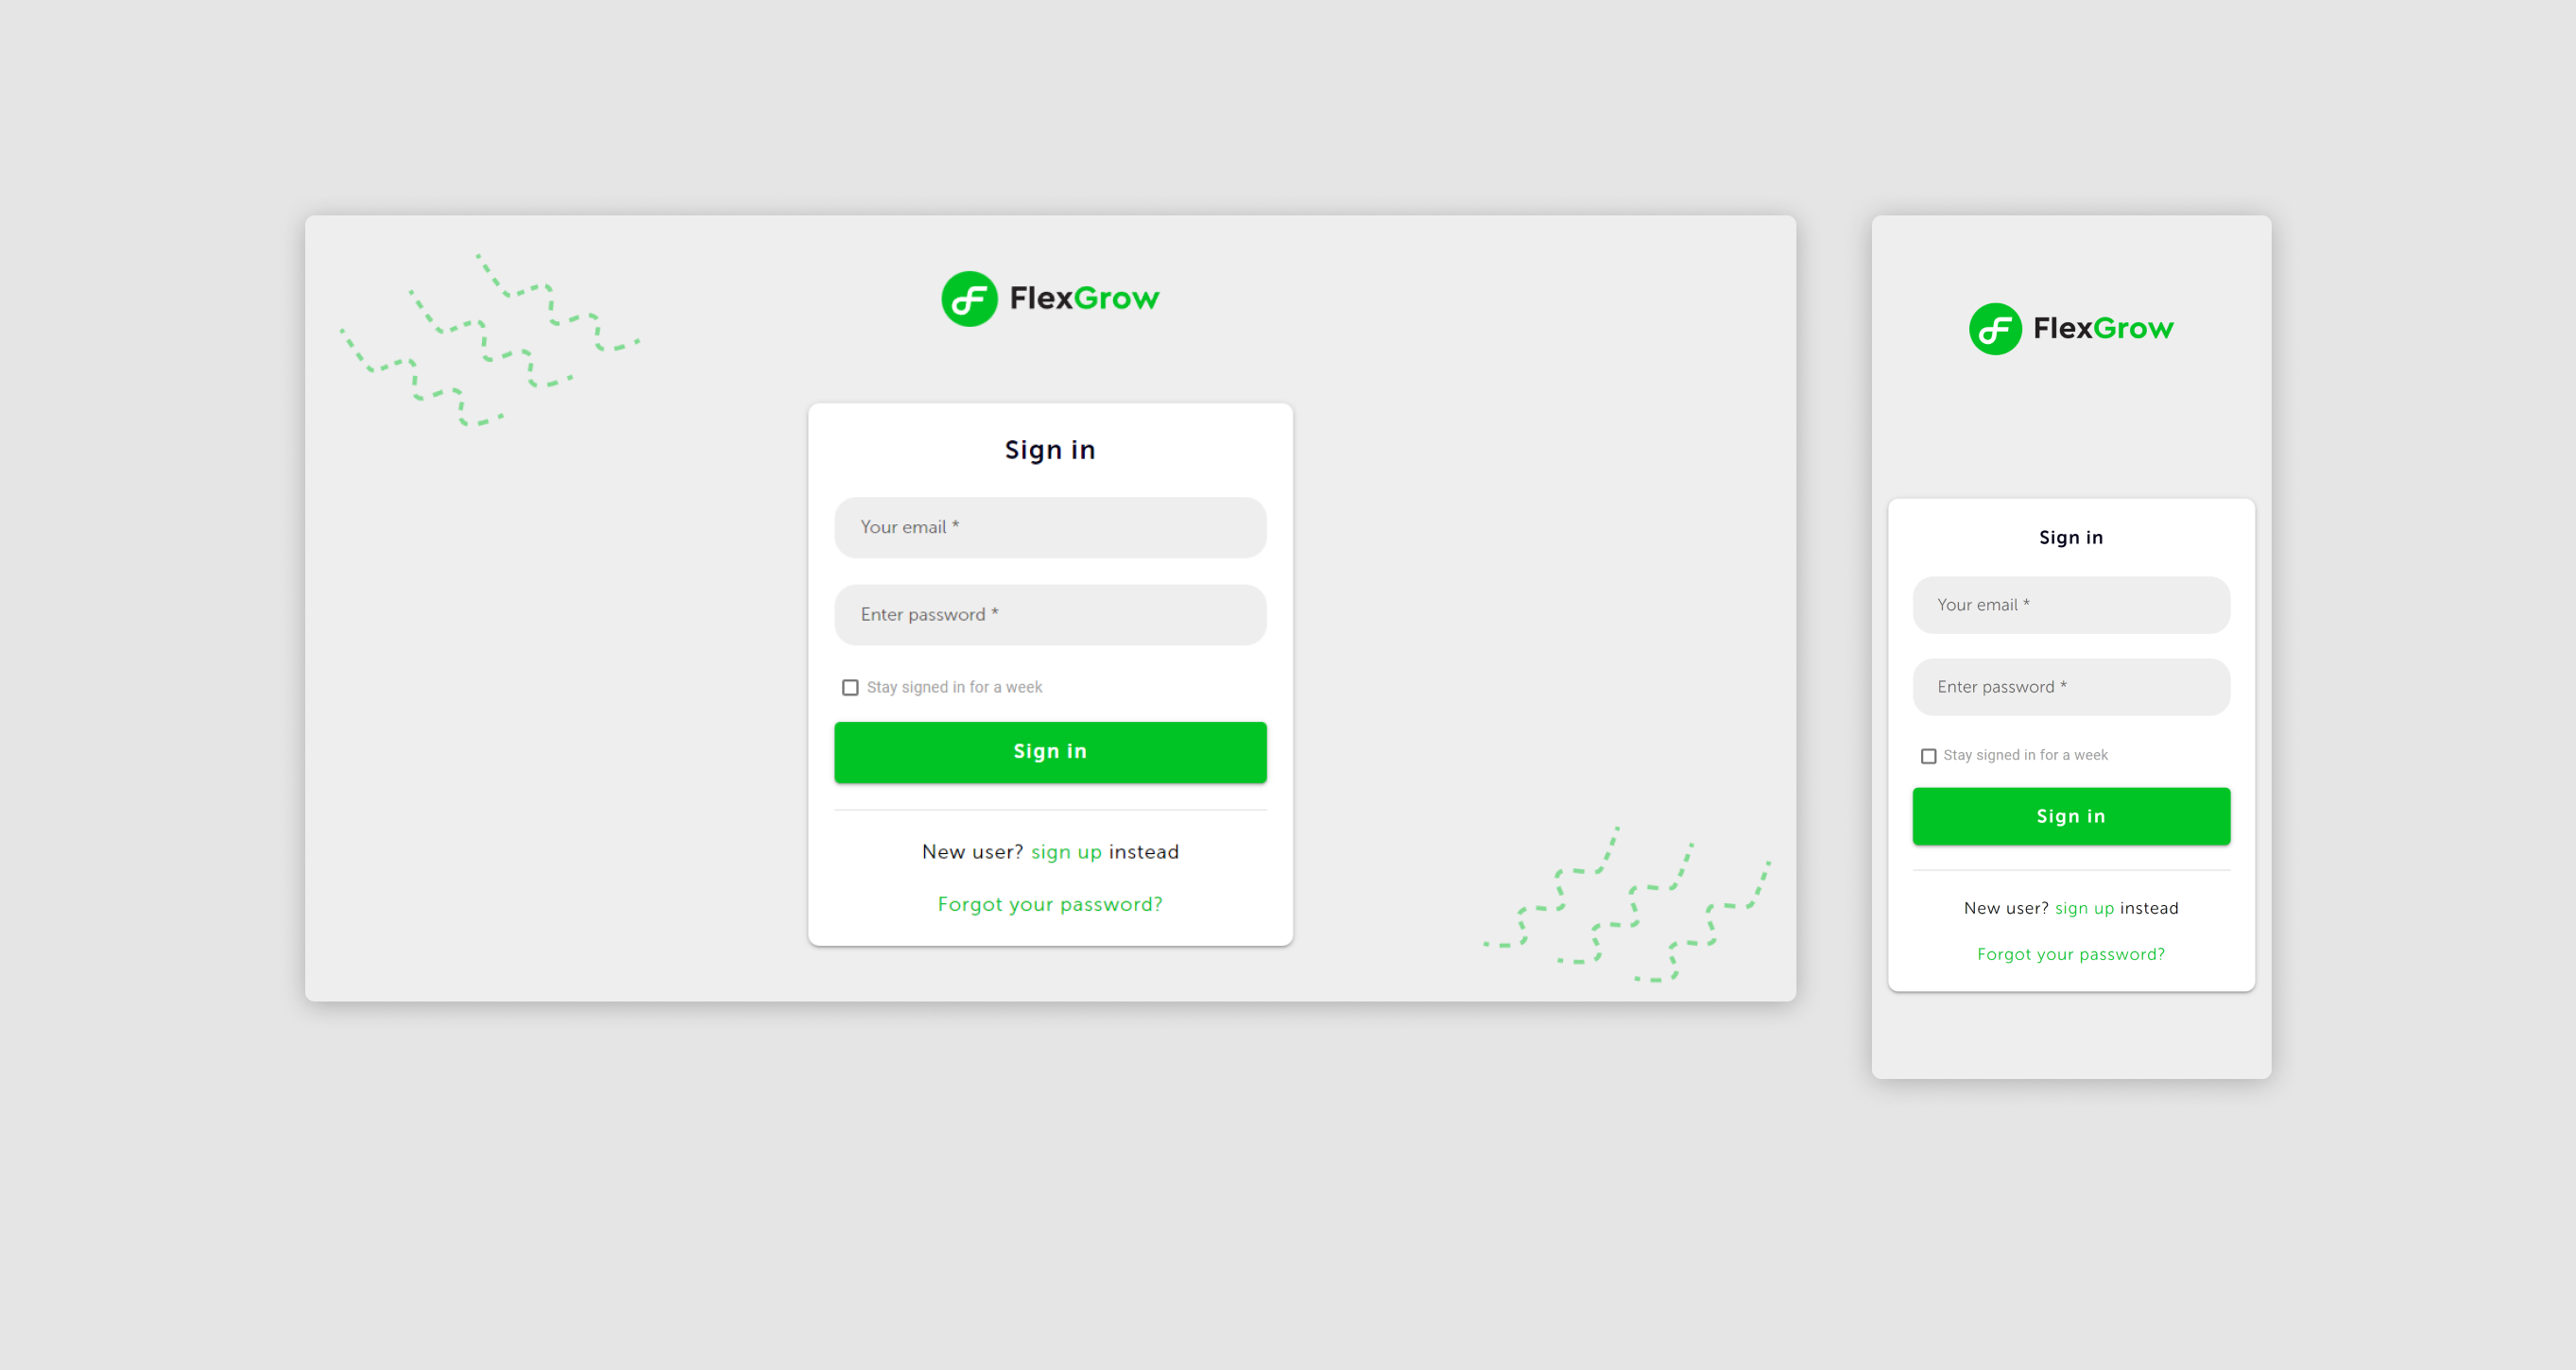 FlexGrow
Sign in
Your email *
Enter password *
Stay signed in for a week
Sign in
New user? sign up instead
Forgot your password?
FlexGrow
Sign in
Your email *
Enter password *
Stay signed in for a week
Sign in
New user? sign up instead
Forgot your password?